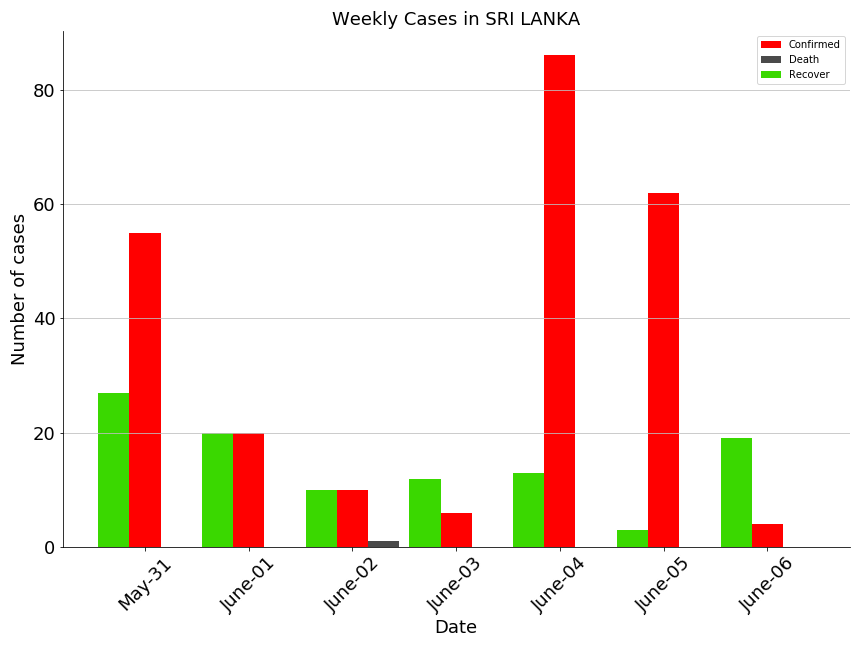 Weekly Cases in SRI LANKA
Confirmed
Death
Recover
Number of cases
80
60
40
20
0
May-31
June-01
June-02
June-03
June-04
June-05
June-06
Date